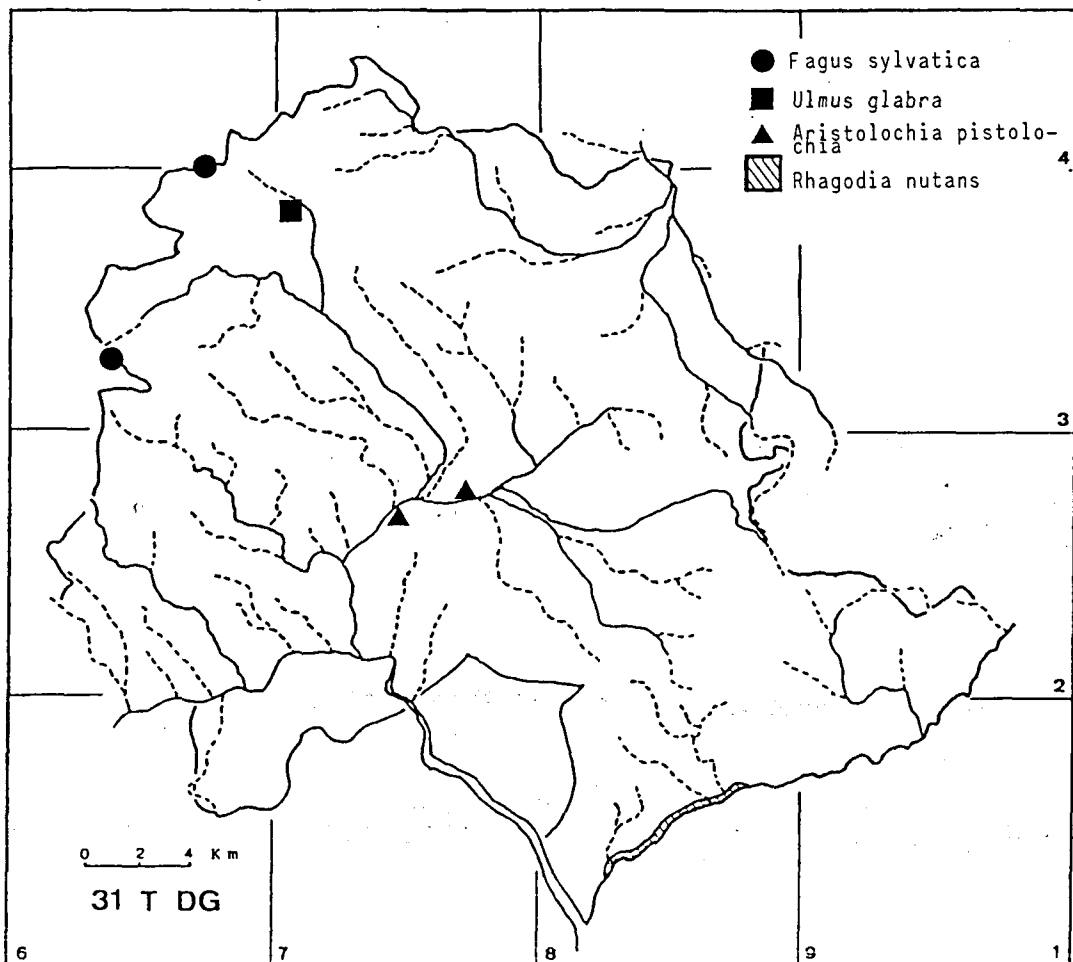 Fagus sylvatica
Ulmus glabra
Aristolochia pistolo-
chia
Rhagodia nutans
4
3
2
0 2 4 Km
31 T DG
6 7 8 9 1